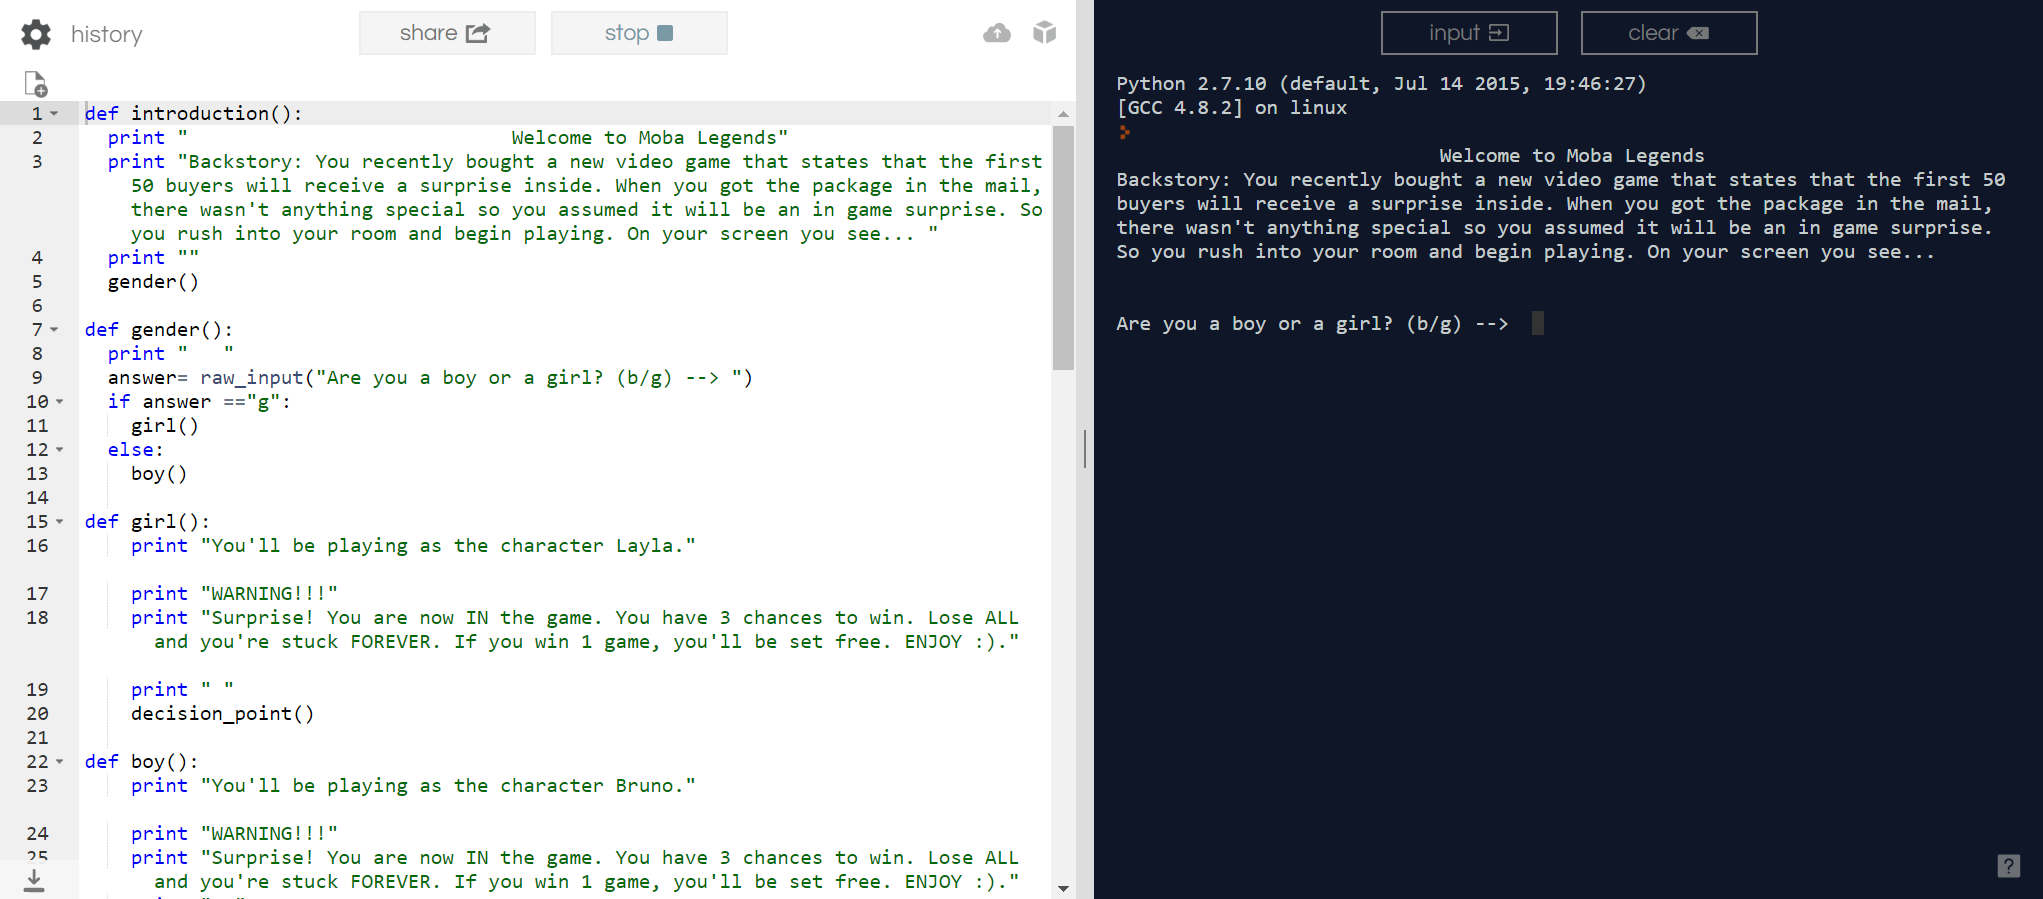 history
share
stop
1 def introduction():
2 print "                            Welcome to Moba Legends"
3 print "Backstory: You recently bought a new video game that states that the first
50 buyers will receive a surprise inside. When you got the package in the mail,
there wasn't anything special so you assumed it will be an in game surprise. So
you rush into your room and begin playing. On your screen you see... "
4 print ""
5 gender()
6
7 def gender():
8 print "   "
9 answer= raw_input("Are you a boy or a girl? (b/g) --> ")
10 if answer =="g":
11 girl()
12 else:
13 boy()
14
15 def girl():
16 print "You'll be playing as the character Layla."
17 print "WARNING!!!"
18 print "Surprise! You are now IN the game. You have 3 chances to win. Lose ALL
and you're stuck FOREVER. If you win 1 game, you'll be set free. ENJOY :)."
19 print " "
20 decision_point()
21
22 def boy():
23 print "You'll be playing as the character Bruno."
24 print "WARNING!!!"
25 print "Surprise! You are now IN the game. You have 3 chances to win. Lose ALL
and you're stuck FOREVER. If you win 1 game, you'll be set free. ENJOY :)."
input
clear
Python 2.7.10 (default, Jul 14 2015, 19:46:27)
[GCC 4.8.2] on linux
Welcome to Moba Legends
Backstory: You recently bought a new video game that states that the first 50
buyers will receive a surprise inside. When you got the package in the mail,
there wasn't anything special so you assumed it will be an in game surprise.
So you rush into your room and begin playing. On your screen you see...
Are you a boy or a girl? (b/g) -->
?